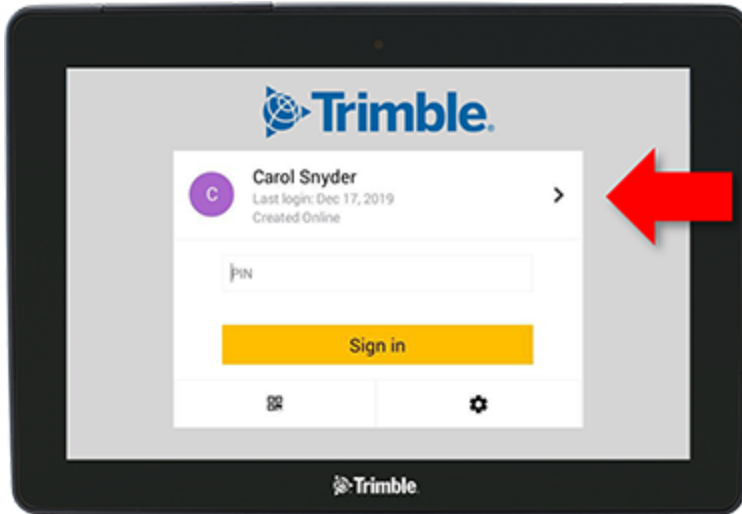 Trimble.
C
Carol Snyder
Last login: Dec 17, 2019
Created Online
PIN
Sign in
Trimble.